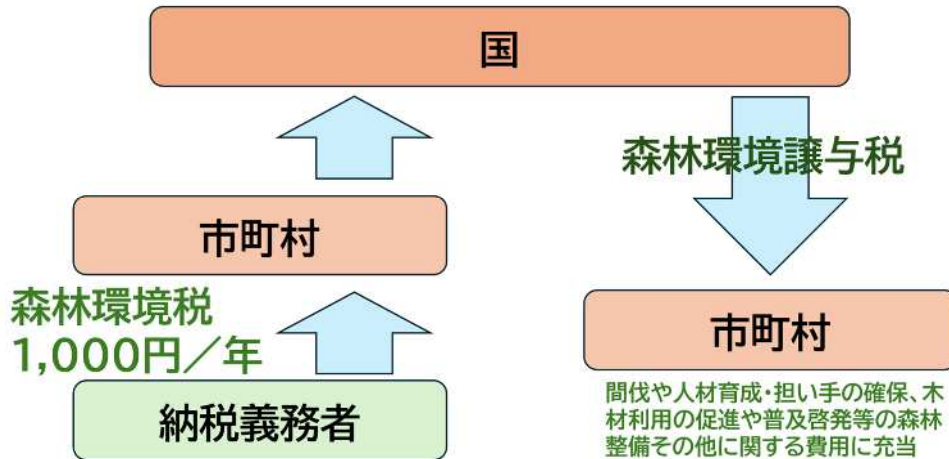 国
森林環境譲与税
市町村
森林環境税
1,000円／年
納税義務者
市町村
間伐や人材育成・担い手の確保、木
材利用の促進や普及啓発等の森林
整備その他に関する費用に充当